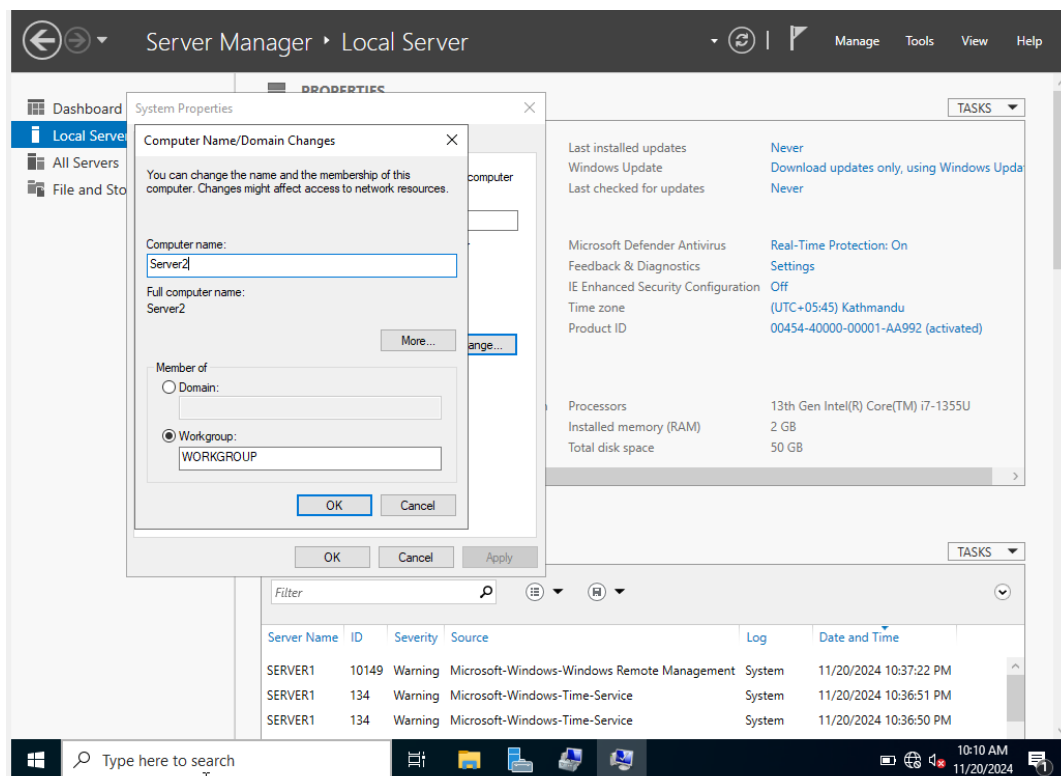 Server Manager ‣ Local Server
Manage Tools View Help
Dashboard
Local Server
All Servers
File and Sto
PROPERTIES
TASKS
System Properties
computer
ange...
OK Cancel Apply
Computer Name/Domain Changes
You can change the name and the membership of this
computer. Changes might affect access to network resources.
Computer name:
Server2
Full computer name:
Server2
More...
Member of
Domain:
Workgroup:
WORKGROUP
OK Cancel
Last installed updates Never
Windows Update Download updates only, using Windows Upda
Last checked for updates Never
Microsoft Defender Antivirus Real-Time Protection: On
Feedback & Diagnostics Settings
IE Enhanced Security Configuration Off
Time zone (UTC+05:45) Kathmandu
Product ID 00454-40000-00001-AA992 (activated)
Processors 13th Gen Intel(R) Core(TM) i7-1355U
Installed memory (RAM) 2 GB
Total disk space 50 GB
TASKS
Filter
Server Name ID Severity Source Log Date and Time
SERVER1 10149 Warning Microsoft-Windows-Windows Remote Management System 11/20/2024 10:37:22 PM
SERVER1 134 Warning Microsoft-Windows-Time-Service System 11/20/2024 10:36:51 PM
SERVER1 134 Warning Microsoft-Windows-Time-Service System 11/20/2024 10:36:50 PM
Type here to search
10:10 AM
11/20/2024
1